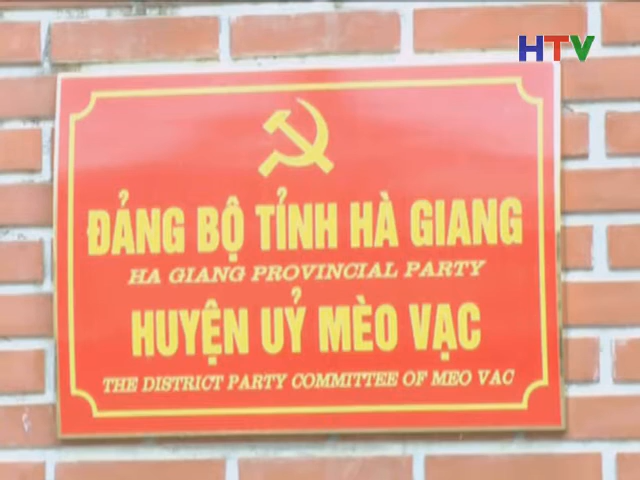 HTV
ĐẢNG BỘ TỈNH HÀ GIANG
HA GIANG PROVINCIAL PARTY
HUYỆN UỶ MÈO VẠC
THE DISTRICT PARTY COMMITTEE OF MEO VAC